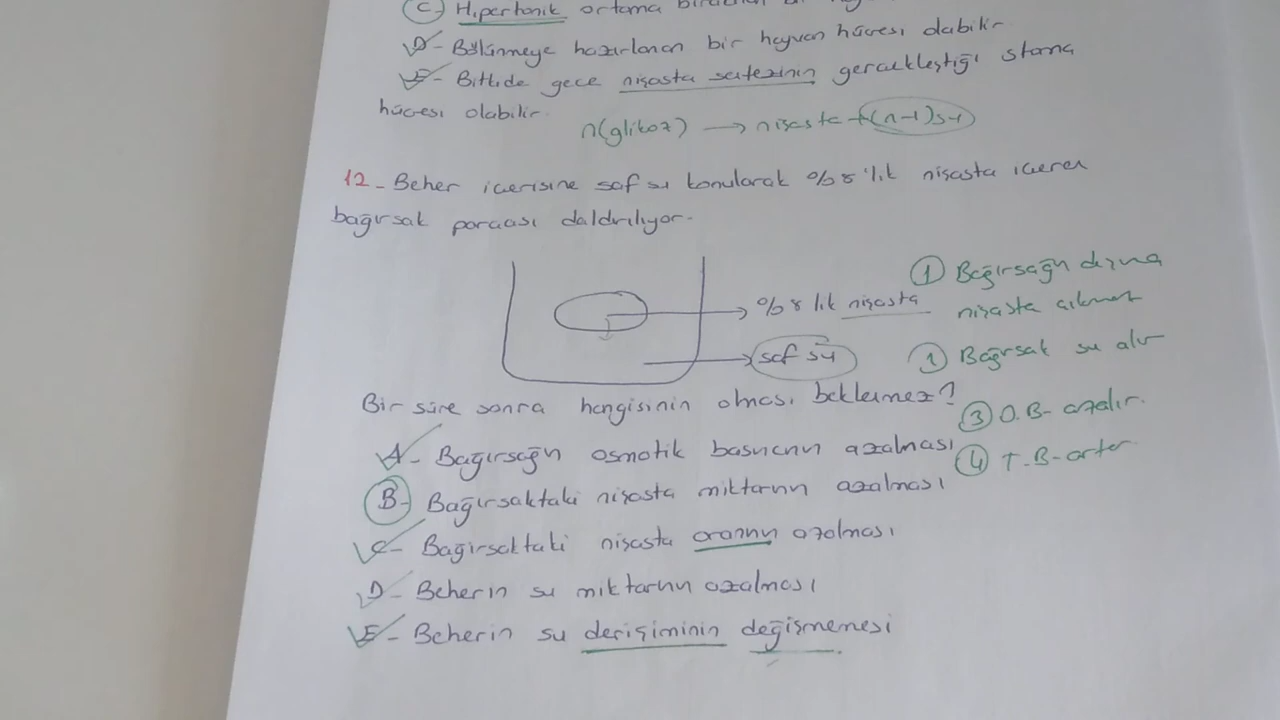 C- Hipertonik ortama
D- Bölünmeye hazırlanan bir hayvan hücresi olabilir
E- Bitkide gece nişasta sentezinin gerçekleştiği stoma
hücresi olabilir.
n(glikoz) → nişasta + (n-1)su
12- Beher içerisine saf su konularak %8'lik nişasta içeren
bağırsak parçası daldırılıyor.
%8 lik nişasta
saf su
① Bağırsağın dışına
nişasta çıkmaz
① Bağırsak su alır
③ O.B- azalır.
④ T.B- artar
Bir süre sonra hangisinin olması beklenmez?
A- Bağırsağın osmotik basıncının azalması
B- Bağırsaktaki nişasta miktarının azalması
C- Bağırsaktaki nişasta oranının azalması
D- Beherin su miktarının azalması
E- Beherin su derişiminin değişmemesi